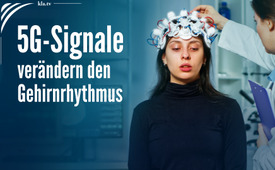 kla.tv
5G-Signale
verändern den
Gehirnrhythmus